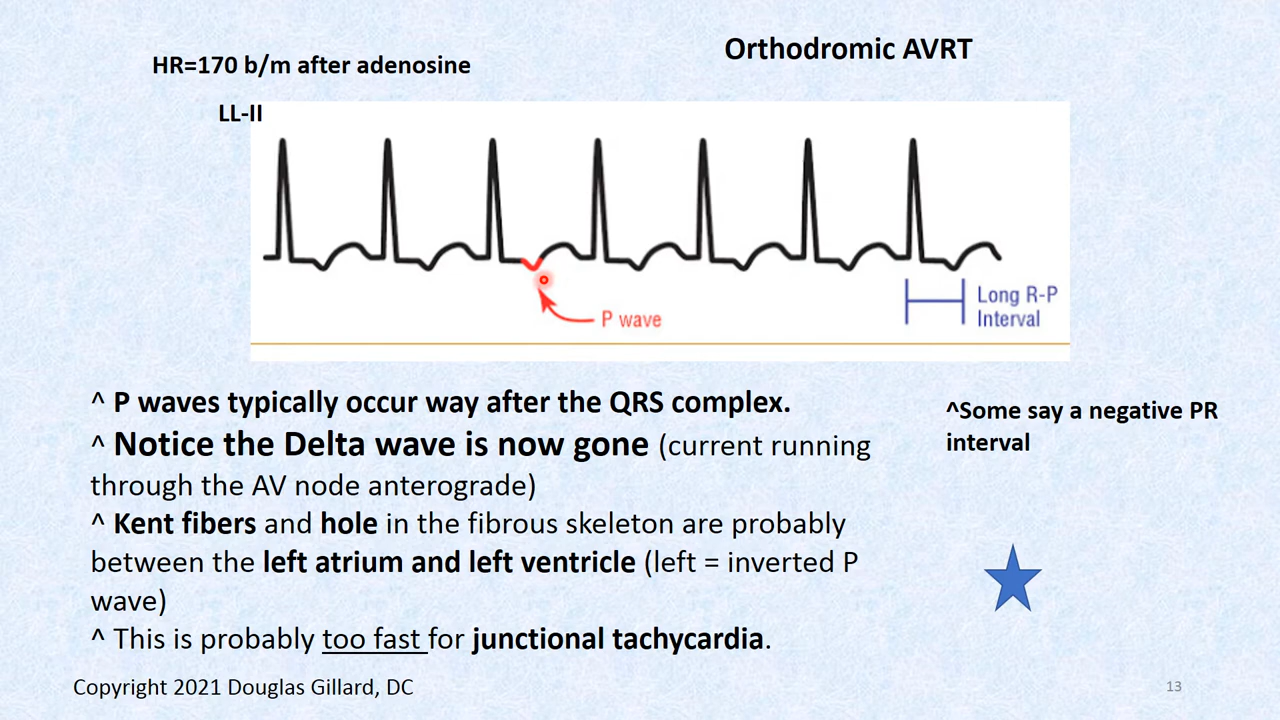 Orthodromic AVRT
HR=170 b/m after adenosine
LL-II
P wave
Long R-P
Interval
^ P waves typically occur way after the QRS complex.
^ Notice the Delta wave is now gone (current running
through the AV node anterograde)
^ Kent fibers and hole in the fibrous skeleton are probably
between the left atrium and left ventricle (left = inverted P
wave)
^ This is probably too fast for junctional tachycardia.
^Some say a negative PR
interval
Copyright 2021 Douglas Gillard, DC
13